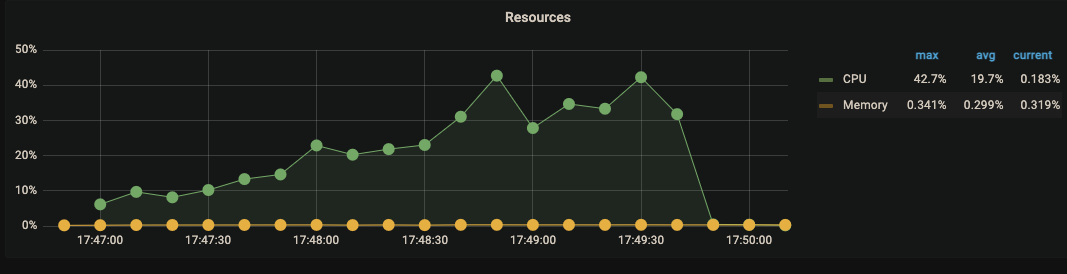 Resources
50%
40%
30%
20%
10%
0%
17:47:00 17:47:30 17:48:00 17:48:30 17:49:00 17:49:30 17:50:00
max avg current
CPU 42.7% 19.7% 0.183%
Memory 0.341% 0.299% 0.319%